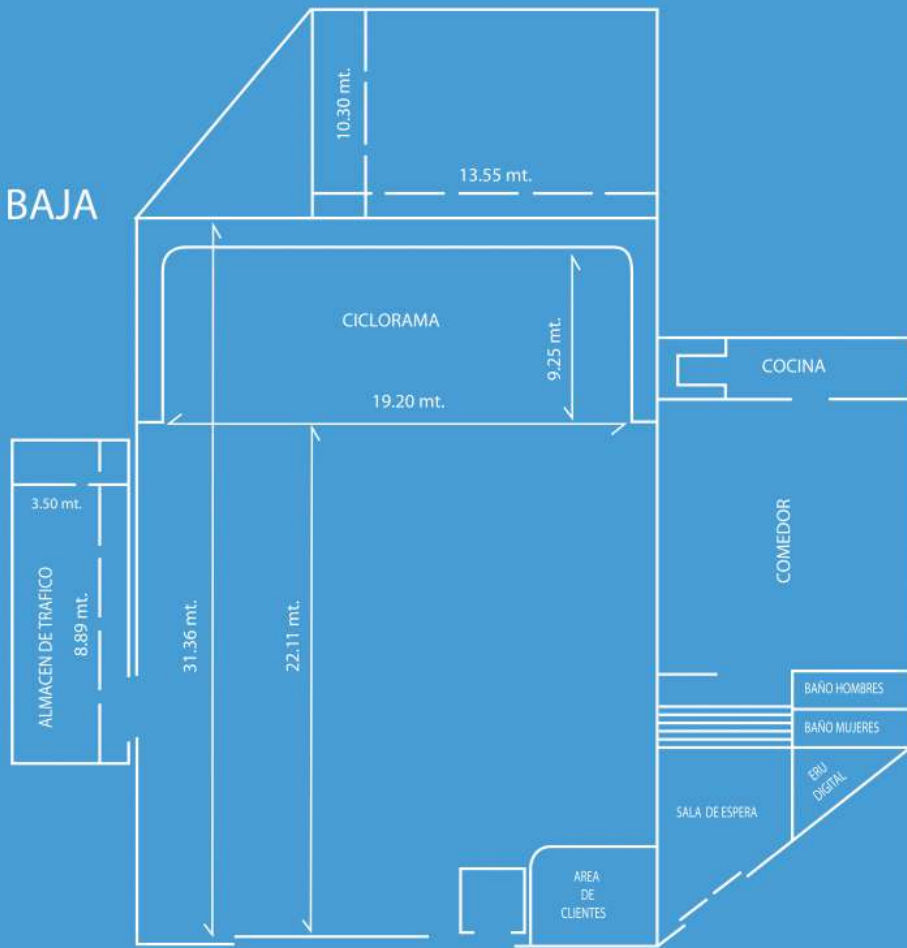 10.30 mt.
13.55 mt.
BAJA
CICLORAMA
9.25 mt.
19.20 mt.
COCINA
3.50 mt.
ALMACEN DE TRAFICO
8.89 mt.
31.36 mt.
22.11 mt.
COMEDOR
BAÑO HOMBRES
BAÑO MUJERES
ERU
DIGITAL
SALA DE ESPERA
AREA
DE
CLIENTES